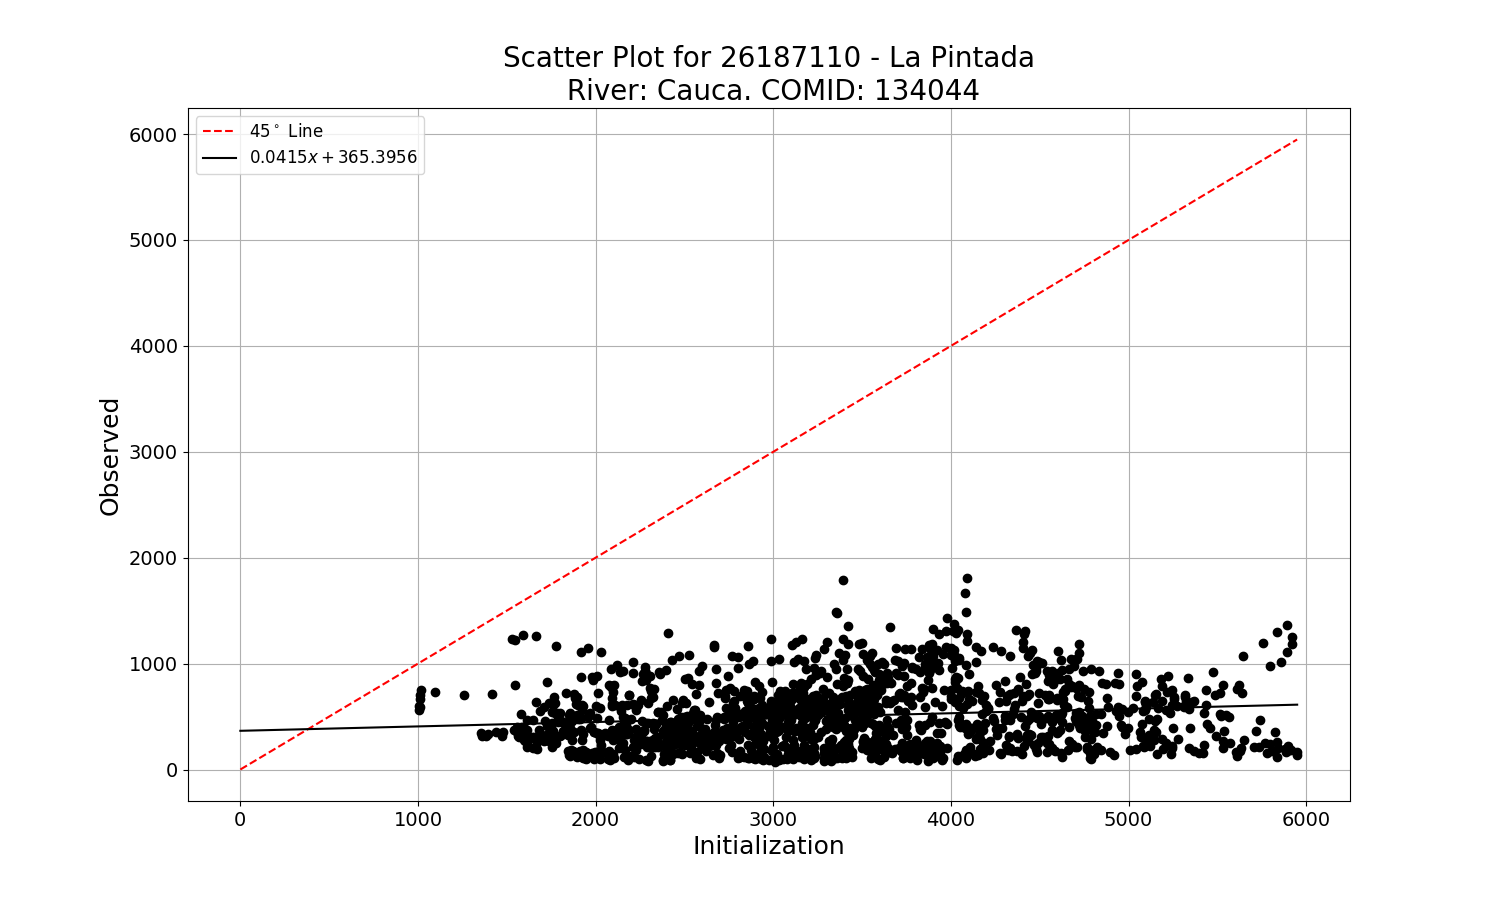 Scatter Plot for 26187110 - La Pintada
River: Cauca. COMID: 134044
45° Line
0.0415x + 365.3956
6000
5000
4000
3000
2000
1000
0
Observed
0 1000 2000 3000 4000 5000 6000
Initialization